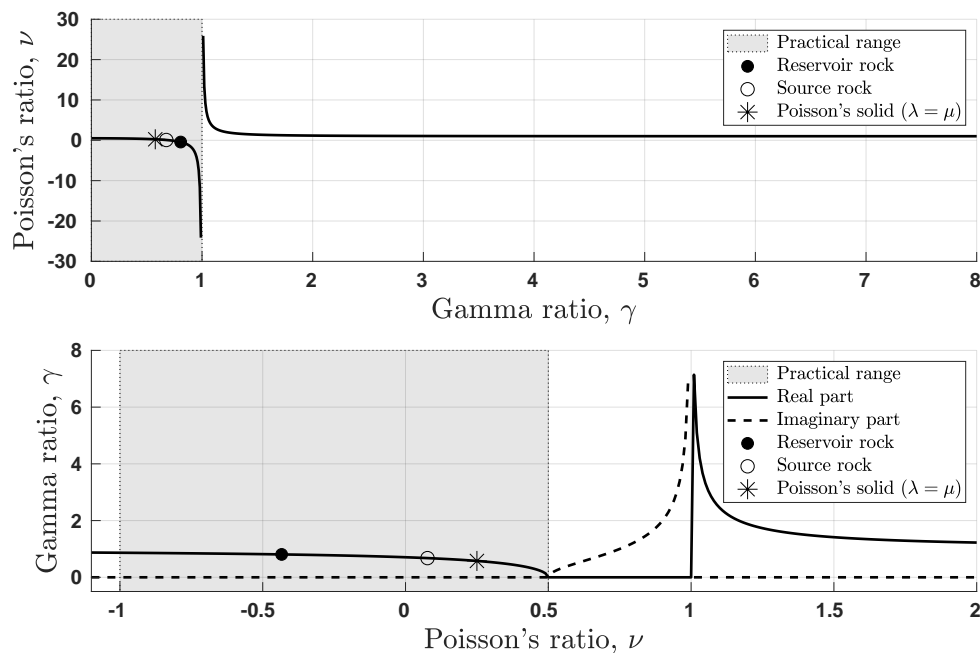 Poisson's ratio, ν
30
20
10
0
-10
-20
-30
Practical range
Reservoir rock
Source rock
Poisson's solid (λ = μ)
0 1 2 3 4 5 6 7 8
Gamma ratio, γ
Gamma ratio, γ
8
6
4
2
0
Practical range
Real part
Imaginary part
Reservoir rock
Source rock
Poisson's solid (λ = μ)
-1 -0.5 0 0.5 1 1.5 2
Poisson's ratio, ν